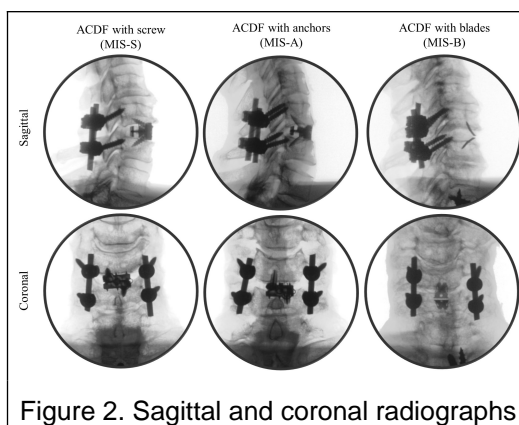 ACDF with screw
(MIS-S)
ACDF with anchors
(MIS-A)
ACDF with blades
(MIS-B)
Sagittal
Coronal
Figure 2. Sagittal and coronal radiographs